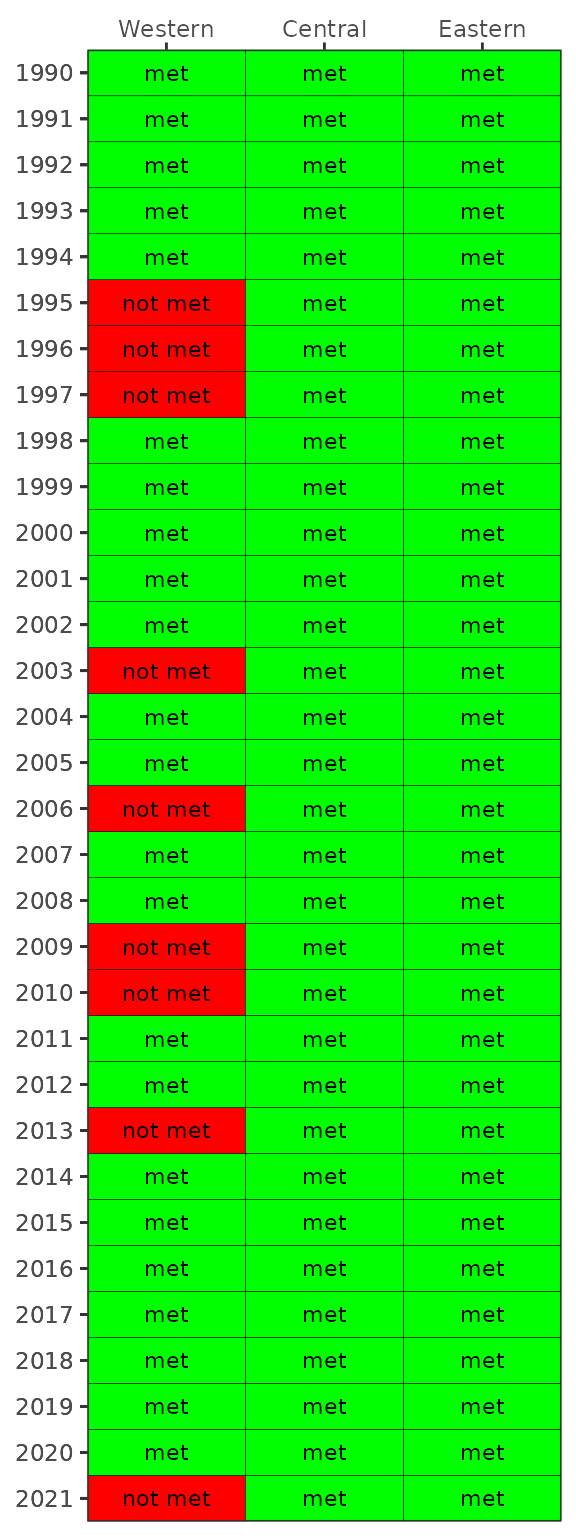 Western Central Eastern
1990 met met met
1991 met met met
1992 met met met
1993 met met met
1994 met met met
1995 not met met met
1996 not met met met
1997 not met met met
1998 met met met
1999 met met met
2000 met met met
2001 met met met
2002 met met met
2003 not met met met
2004 met met met
2005 met met met
2006 not met met met
2007 met met met
2008 met met met
2009 not met met met
2010 not met met met
2011 met met met
2012 met met met
2013 not met met met
2014 met met met
2015 met met met
2016 met met met
2017 met met met
2018 met met met
2019 met met met
2020 met met met
2021 not met met met